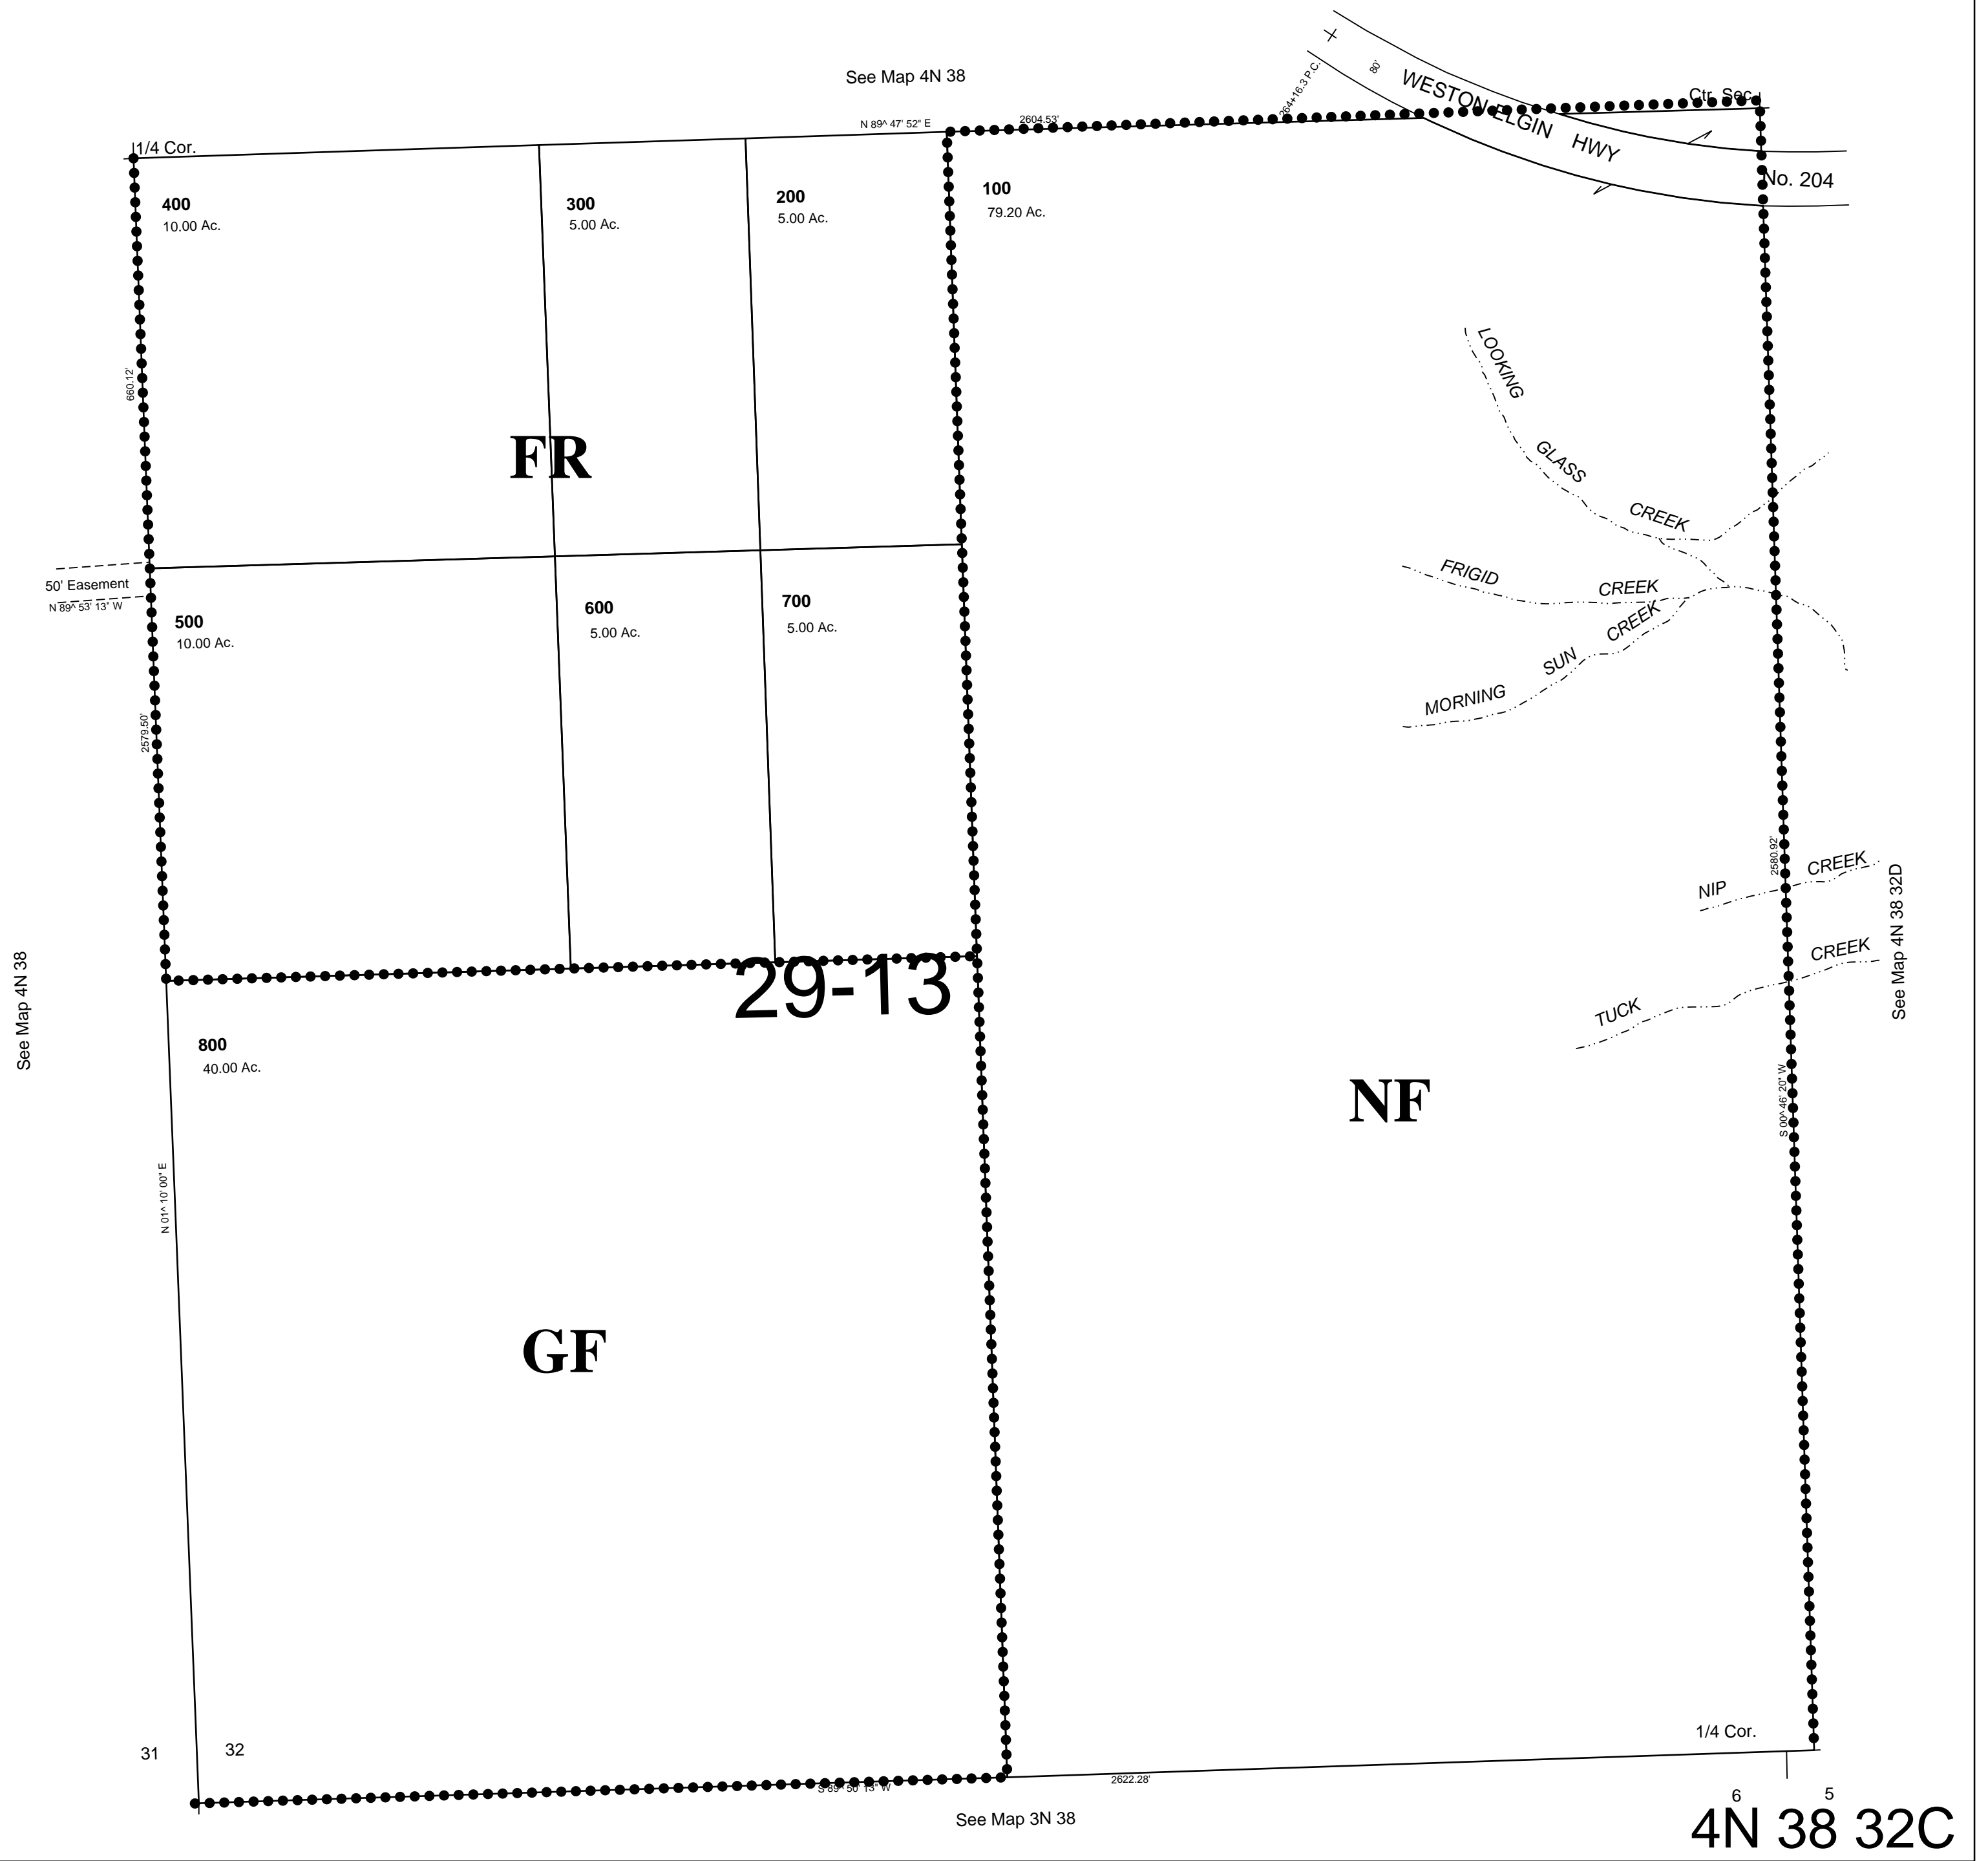 See Map 4N 38
WESTON-ELGIN HWY
80'
264+16.3 P.C.
Ctr. Sec.
N 89^ 47' 52" E
2604.53'
1/4 Cor.
No. 204
400
10.00 Ac.
300
5.00 Ac.
200
5.00 Ac.
100
79.20 Ac.
660.12'
FR
LOOKING GLASS CREEK
FRIGID CREEK
MORNING SUN CREEK
50' Easement
N 89^ 53' 13" W
500
10.00 Ac.
600
5.00 Ac.
700
5.00 Ac.
2579.50'
2580.92'
NIP CREEK
TUCK CREEK
See Map 4N 38 32D
See Map 4N 38
29-13
800
40.00 Ac.
NF
S 00^ 46' 20" W
N 01^ 10' 00" E
GF
1/4 Cor.
31
32
S 89^ 50' 13" W
2622.28'
See Map 3N 38
6
5
4N 38 32C